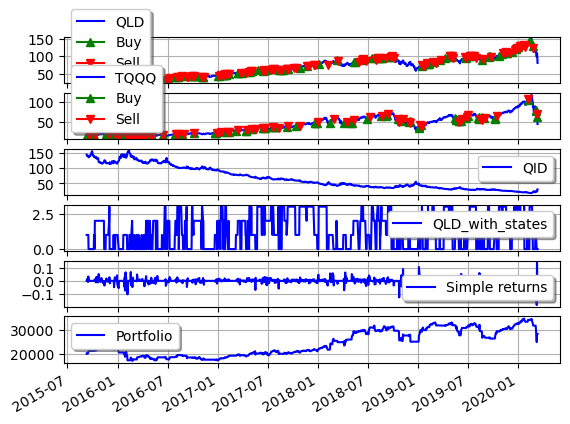 QLD
Buy
Sell
150
100
50
TQQQ
Buy
Sell
100
50
150
100
50
QID
2.5
0.0
QLD_with_states
0.1
0.0
−0.1
Simple returns
30000
20000
Portfolio
2015-07 2016-01 2016-07 2017-01 2017-07 2018-01 2018-07 2019-01 2019-07 2020-01